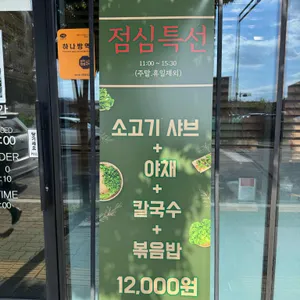 점심특선
11:00 ~ 15:30
(주말,휴일제외)
소고기 샤브
+
야채
+
칼국수
+
볶음밥
12,000원